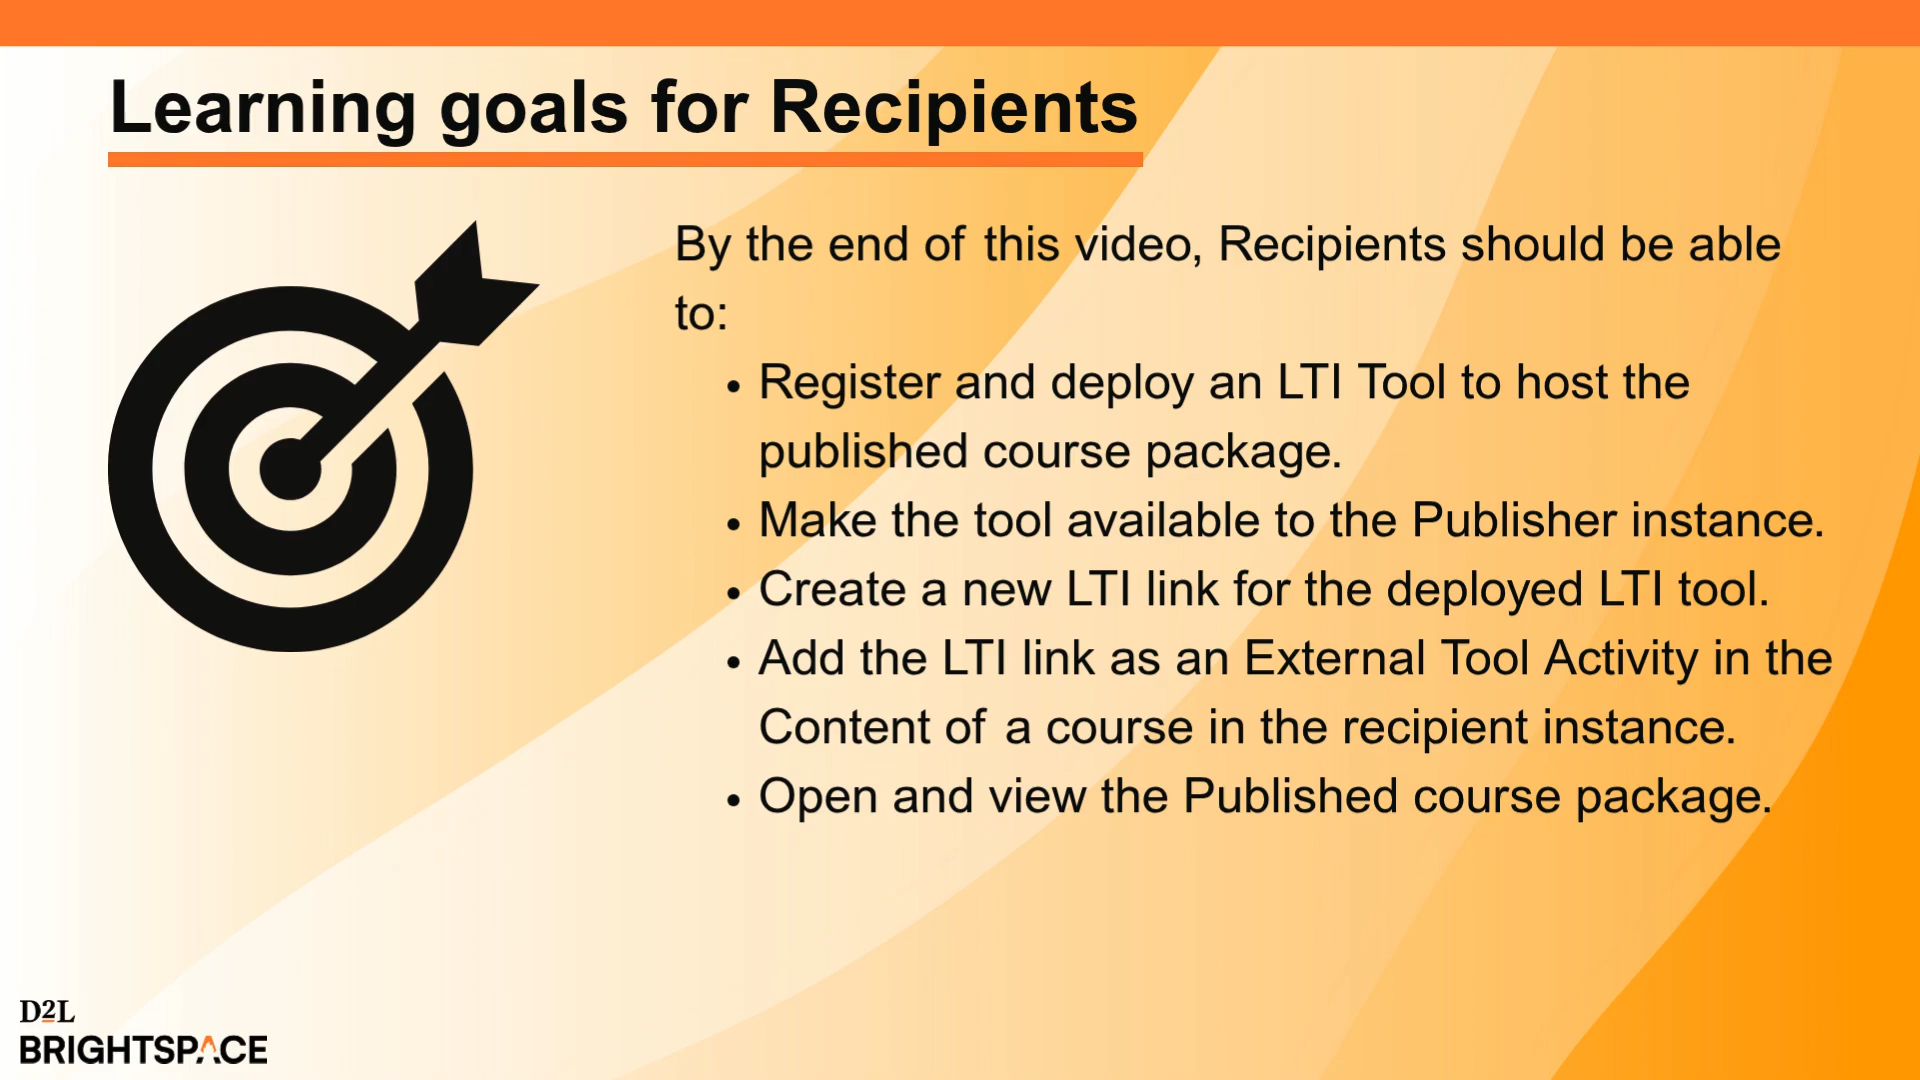 Learning goals for Recipients
By the end of this video, Recipients should be able
to:
• Register and deploy an LTI Tool to host the
published course package.
• Make the tool available to the Publisher instance.
• Create a new LTI link for the deployed LTI tool.
• Add the LTI link as an External Tool Activity in the
Content of a course in the recipient instance.
• Open and view the Published course package.
D2L
BRIGHTSPACE